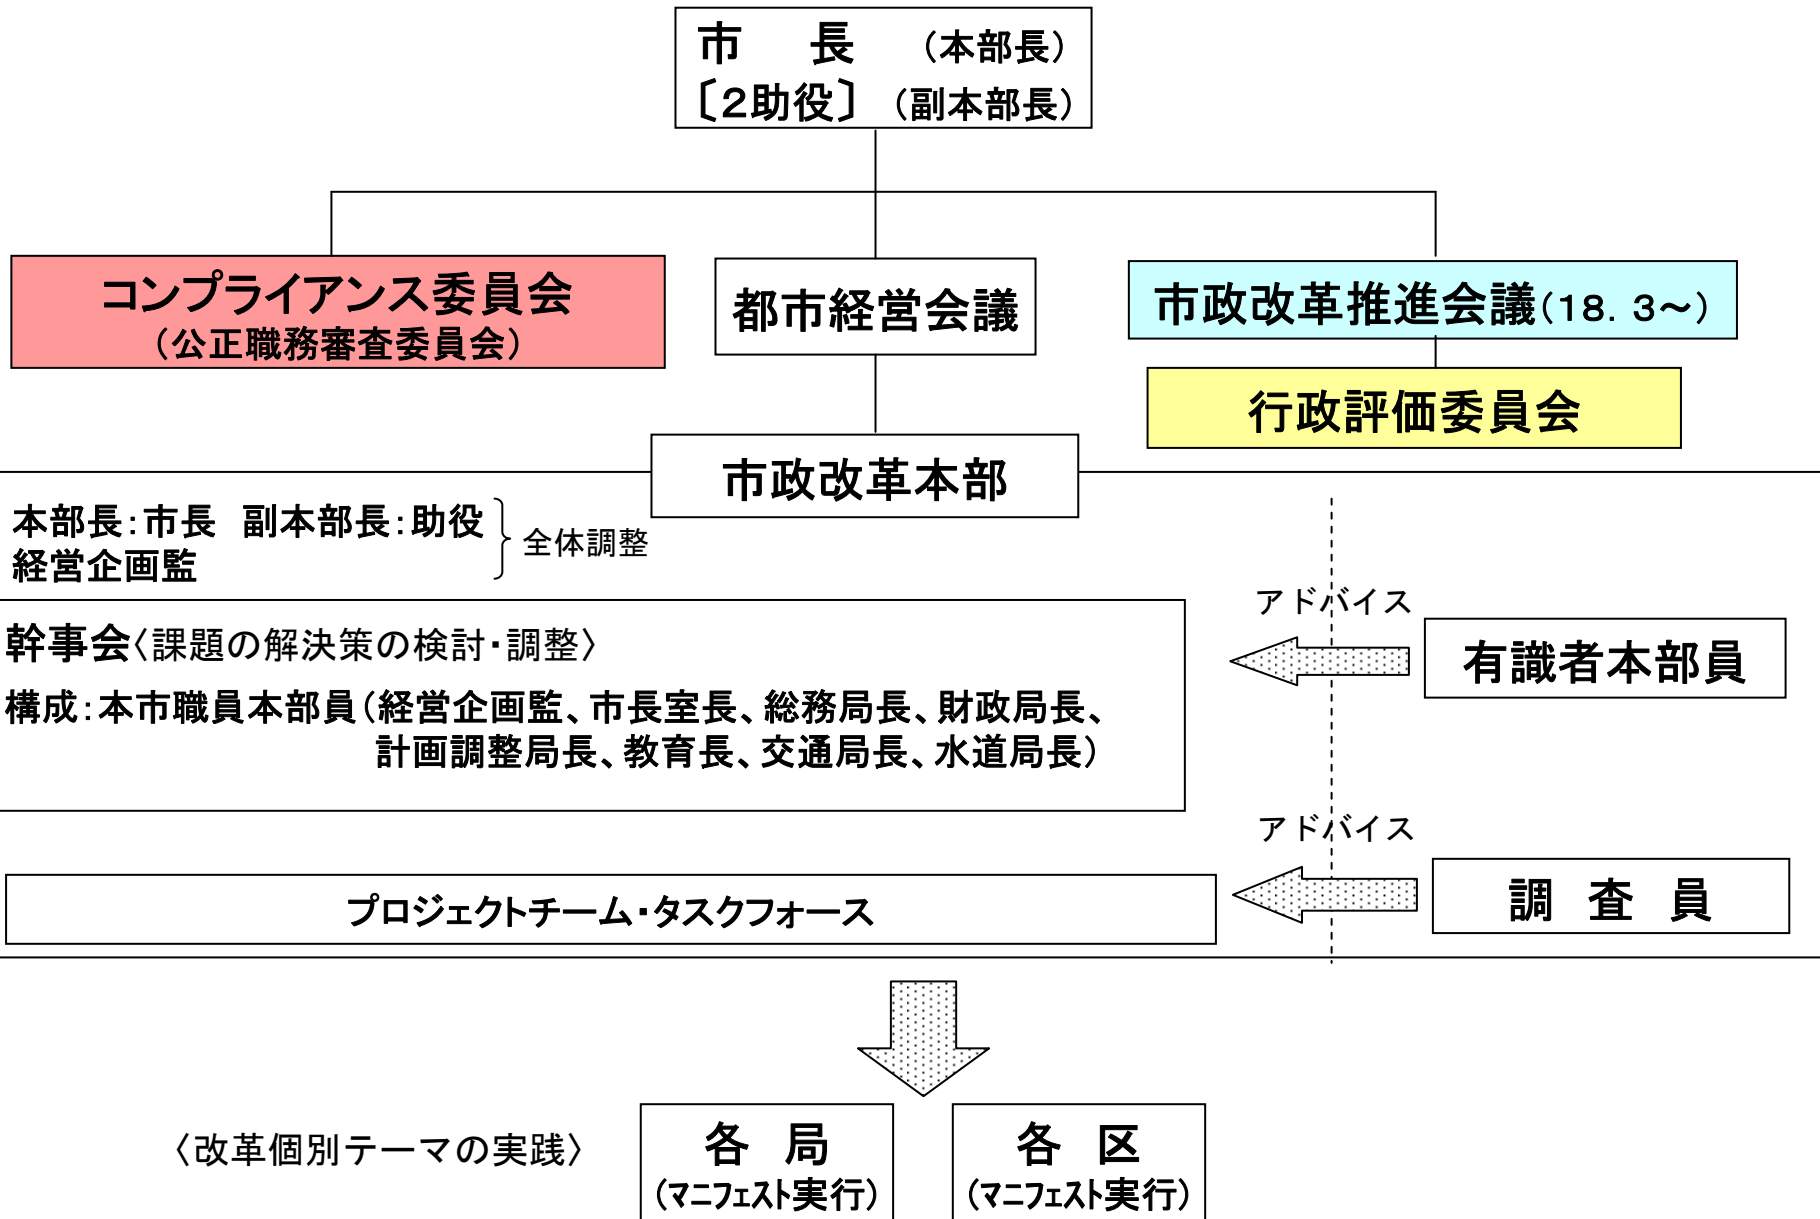 市　長　（本部長）
〔２助役〕（副本部長）
コンプライアンス委員会
（公正職務審査委員会）
都市経営会議
市政改革推進会議（１８．３～）
行政評価委員会
市政改革本部
本部長：市長　副本部長：助役
経営企画監
全体調整
幹事会〈課題の解決策の検討・調整〉
構成：本市職員本部員（経営企画監、市長室長、総務局長、財政局長、
計画調整局長、教育長、交通局長、水道局長）
アドバイス
有識者本部員
アドバイス
調　査　員
プロジェクトチーム・タスクフォース
〈改革個別テーマの実践〉
各　局
（ﾏﾆﾌｪｽﾄ実行）
各　区
（ﾏﾆﾌｪｽﾄ実行）